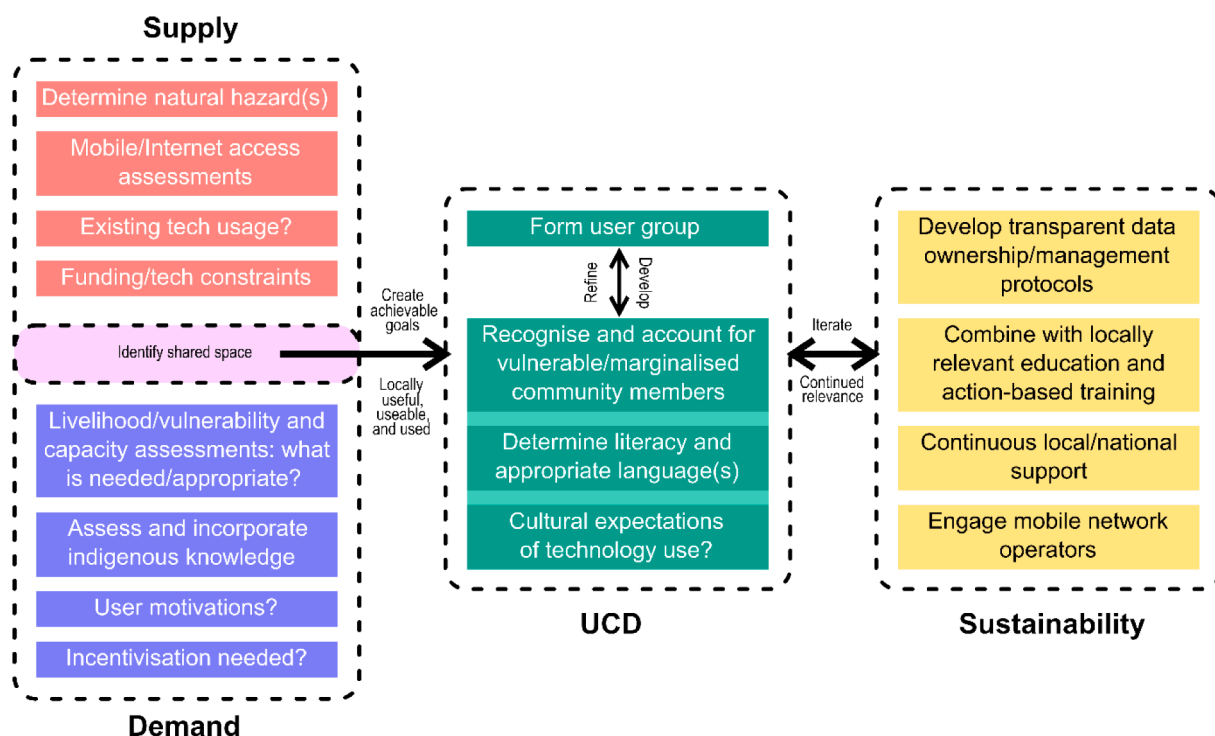 Supply
Determine natural hazard(s)
Mobile/Internet access
assessments
Existing tech usage?
Funding/tech constraints
Identify shared space
Livelihood/vulnerability and
capacity assessments: what
is needed/appropriate?
Assess and incorporate
indigenous knowledge
User motivations?
Incentivisation needed?
Demand
Create
achievable
goals
Locally
useful,
useable,
and used
Form user group
Refine
Develop
Recognise and account for
vulnerable/marginalised
community members
Determine literacy and
appropriate language(s)
Cultural expectations
of technology use?
UCD
Iterate
Continued
relevance
Develop transparent data
ownership/management
protocols
Combine with locally
relevant education and
action-based training
Continuous local/national
support
Engage mobile network
operators
Sustainability